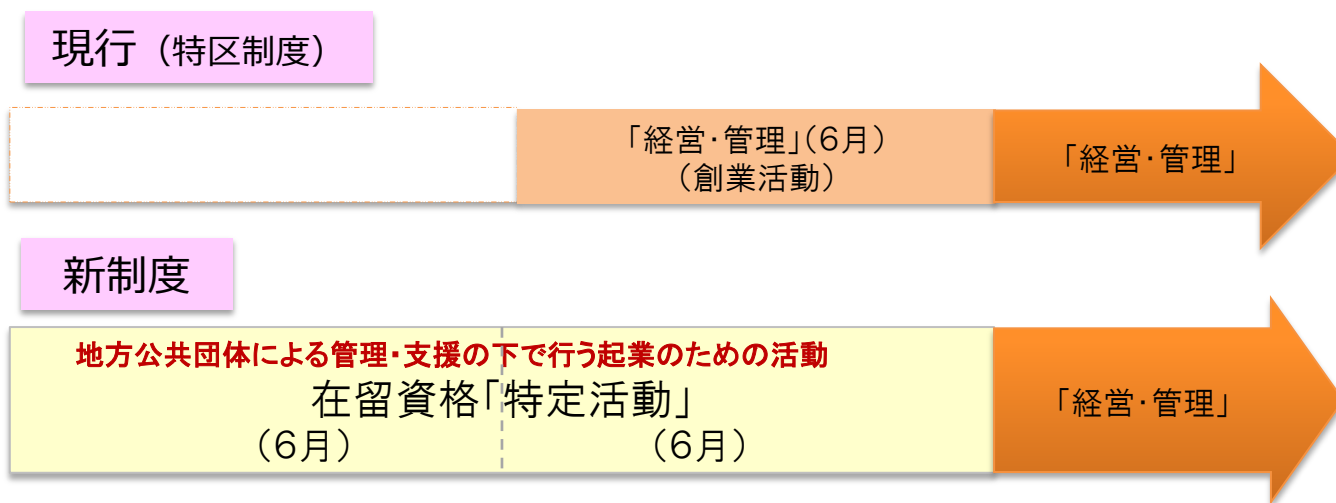 現行（特区制度）
「経営・管理」（6月）
（創業活動）
「経営・管理」
新制度
地方公共団体による管理・支援の下で行う起業のための活動
在留資格「特定活動」
（6月）
（6月）
「経営・管理」